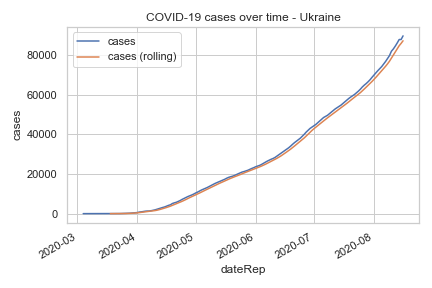 COVID-19 cases over time - Ukraine
cases
cases (rolling)
80000
60000
40000
20000
0
cases
2020-03
2020-04
2020-05
2020-06
2020-07
2020-08
dateRep